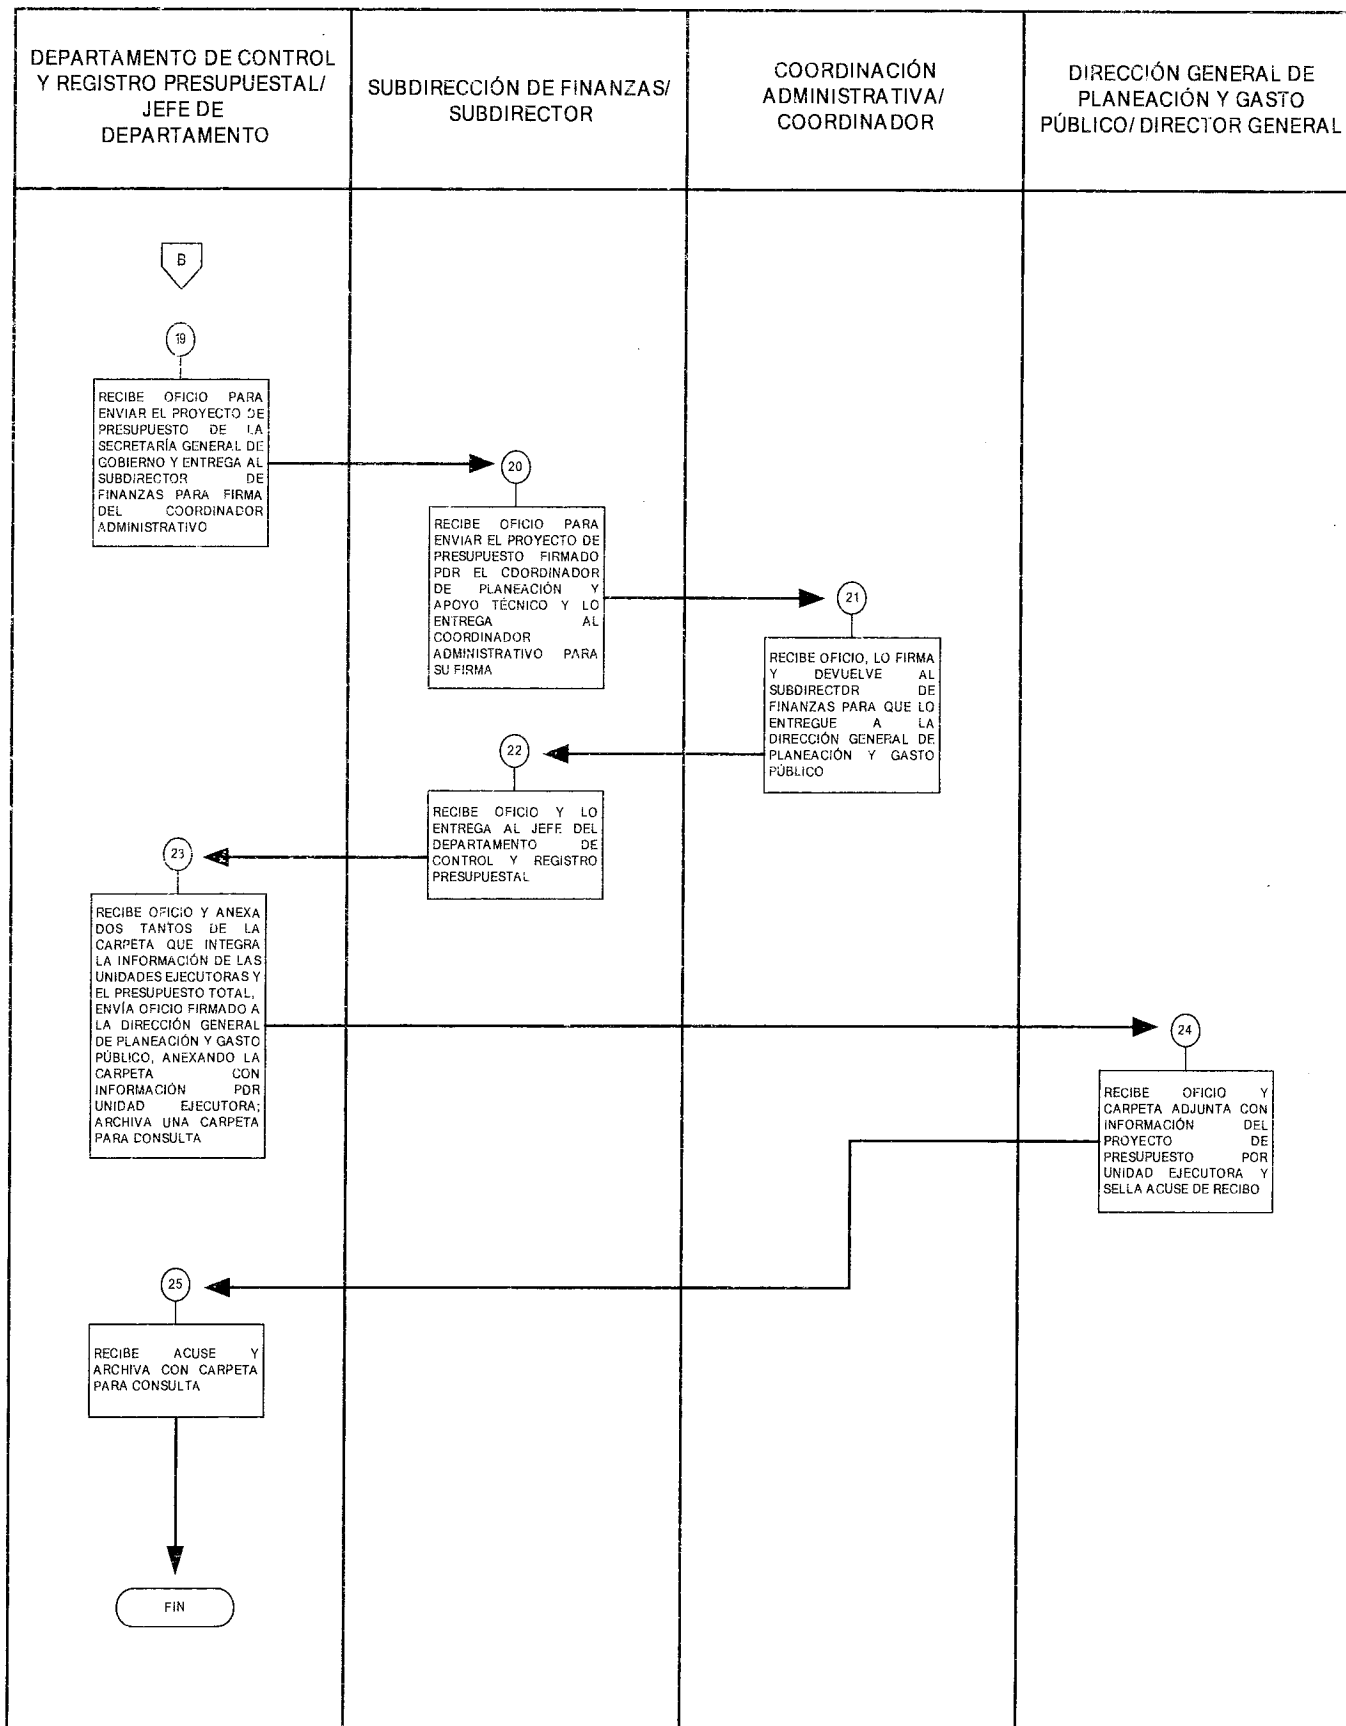 DEPARTAMENTO DE CONTROL
Y REGISTRO PRESUPUESTAL/
JEFE DE
DEPARTAMENTO
SUBDIRECCIÓN DE FINANZAS/
SUBDIRECTOR
COORDINACIÓN
ADMINISTRATIVA/
COORDINADOR
DIRECCIÓN GENERAL DE
PLANEACIÓN Y GASTO
PÚBLICO/ DIRECTOR GENERAL
B
19
RECIBE OFICIO PARA
ENVIAR EL PROYECTO DE
PRESUPUESTO DE LA
SECRETARÍA GENERAL DE
GOBIERNO Y ENTREGA AL
SUBDIRECTOR DE
FINANZAS PARA FIRMA
DEL COORDINADOR
ADMINISTRATIVO
20
RECIBE OFICIO PARA
ENVIAR EL PROYECTO DE
PRESUPUESTO FIRMADO
POR EL COORDINADOR
DE PLANEACIÓN Y
APOYO TÉCNICO Y LO
ENTREGA AL
COORDINADOR
ADMINISTRATIVO PARA
SU FIRMA
21
RECIBE OFICIO, LO FIRMA
Y DEVUELVE AL
SUBDIRECTOR DE
FINANZAS PARA QUE LO
ENTREGUE A LA
DIRECCIÓN GENERAL DE
PLANEACIÓN Y GASTO
PÚBLICO
22
RECIBE OFICIO Y LO
ENTREGA AL JEFE DEL
DEPARTAMENTO DE
CONTROL Y REGISTRO
PRESUPUESTAL
23
RECIBE OFICIO Y ANEXA
DOS TANTOS DE LA
CARPETA QUE INTEGRA
LA INFORMACIÓN DE LAS
UNIDADES EJECUTORAS Y
EL PRESUPUESTO TOTAL,
ENVÍA OFICIO FIRMADO A
LA DIRECCIÓN GENERAL
DE PLANEACIÓN Y GASTO
PÚBLICO, ANEXANDO LA
CARPETA CON
INFORMACIÓN POR
UNIDAD EJECUTORA;
ARCHIVA UNA CARPETA
PARA CONSULTA
24
RECIBE OFICIO Y
CARPETA ADJUNTA CON
INFORMACIÓN DEL
PROYECTO DE
PRESUPUESTO POR
UNIDAD EJECUTORA Y
SELLA ACUSE DE RECIBO
25
RECIBE ACUSE Y
ARCHIVA CON CARPETA
PARA CONSULTA
FIN